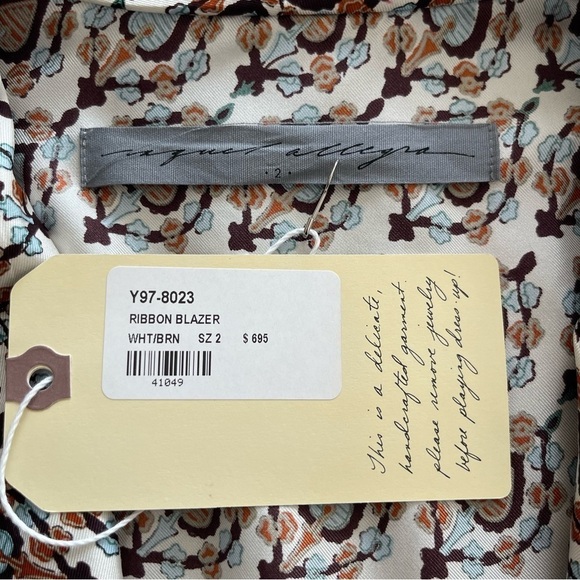 raquel allegra
· 2 ·
Y97-8023
RIBBON BLAZER
WHT/BRN SZ 2 $ 695
41049
This is a delicate,
handcrafted garment.
please remove jewelry
before playing dress-up!